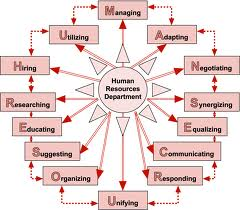 Managing
Utilizing
Adapting
Hiring
Negotiating
Human
Resources
Department
Researching
Synergizing
Educating
Equalizing
Suggesting
Communicating
Organizing
Responding
Unifying